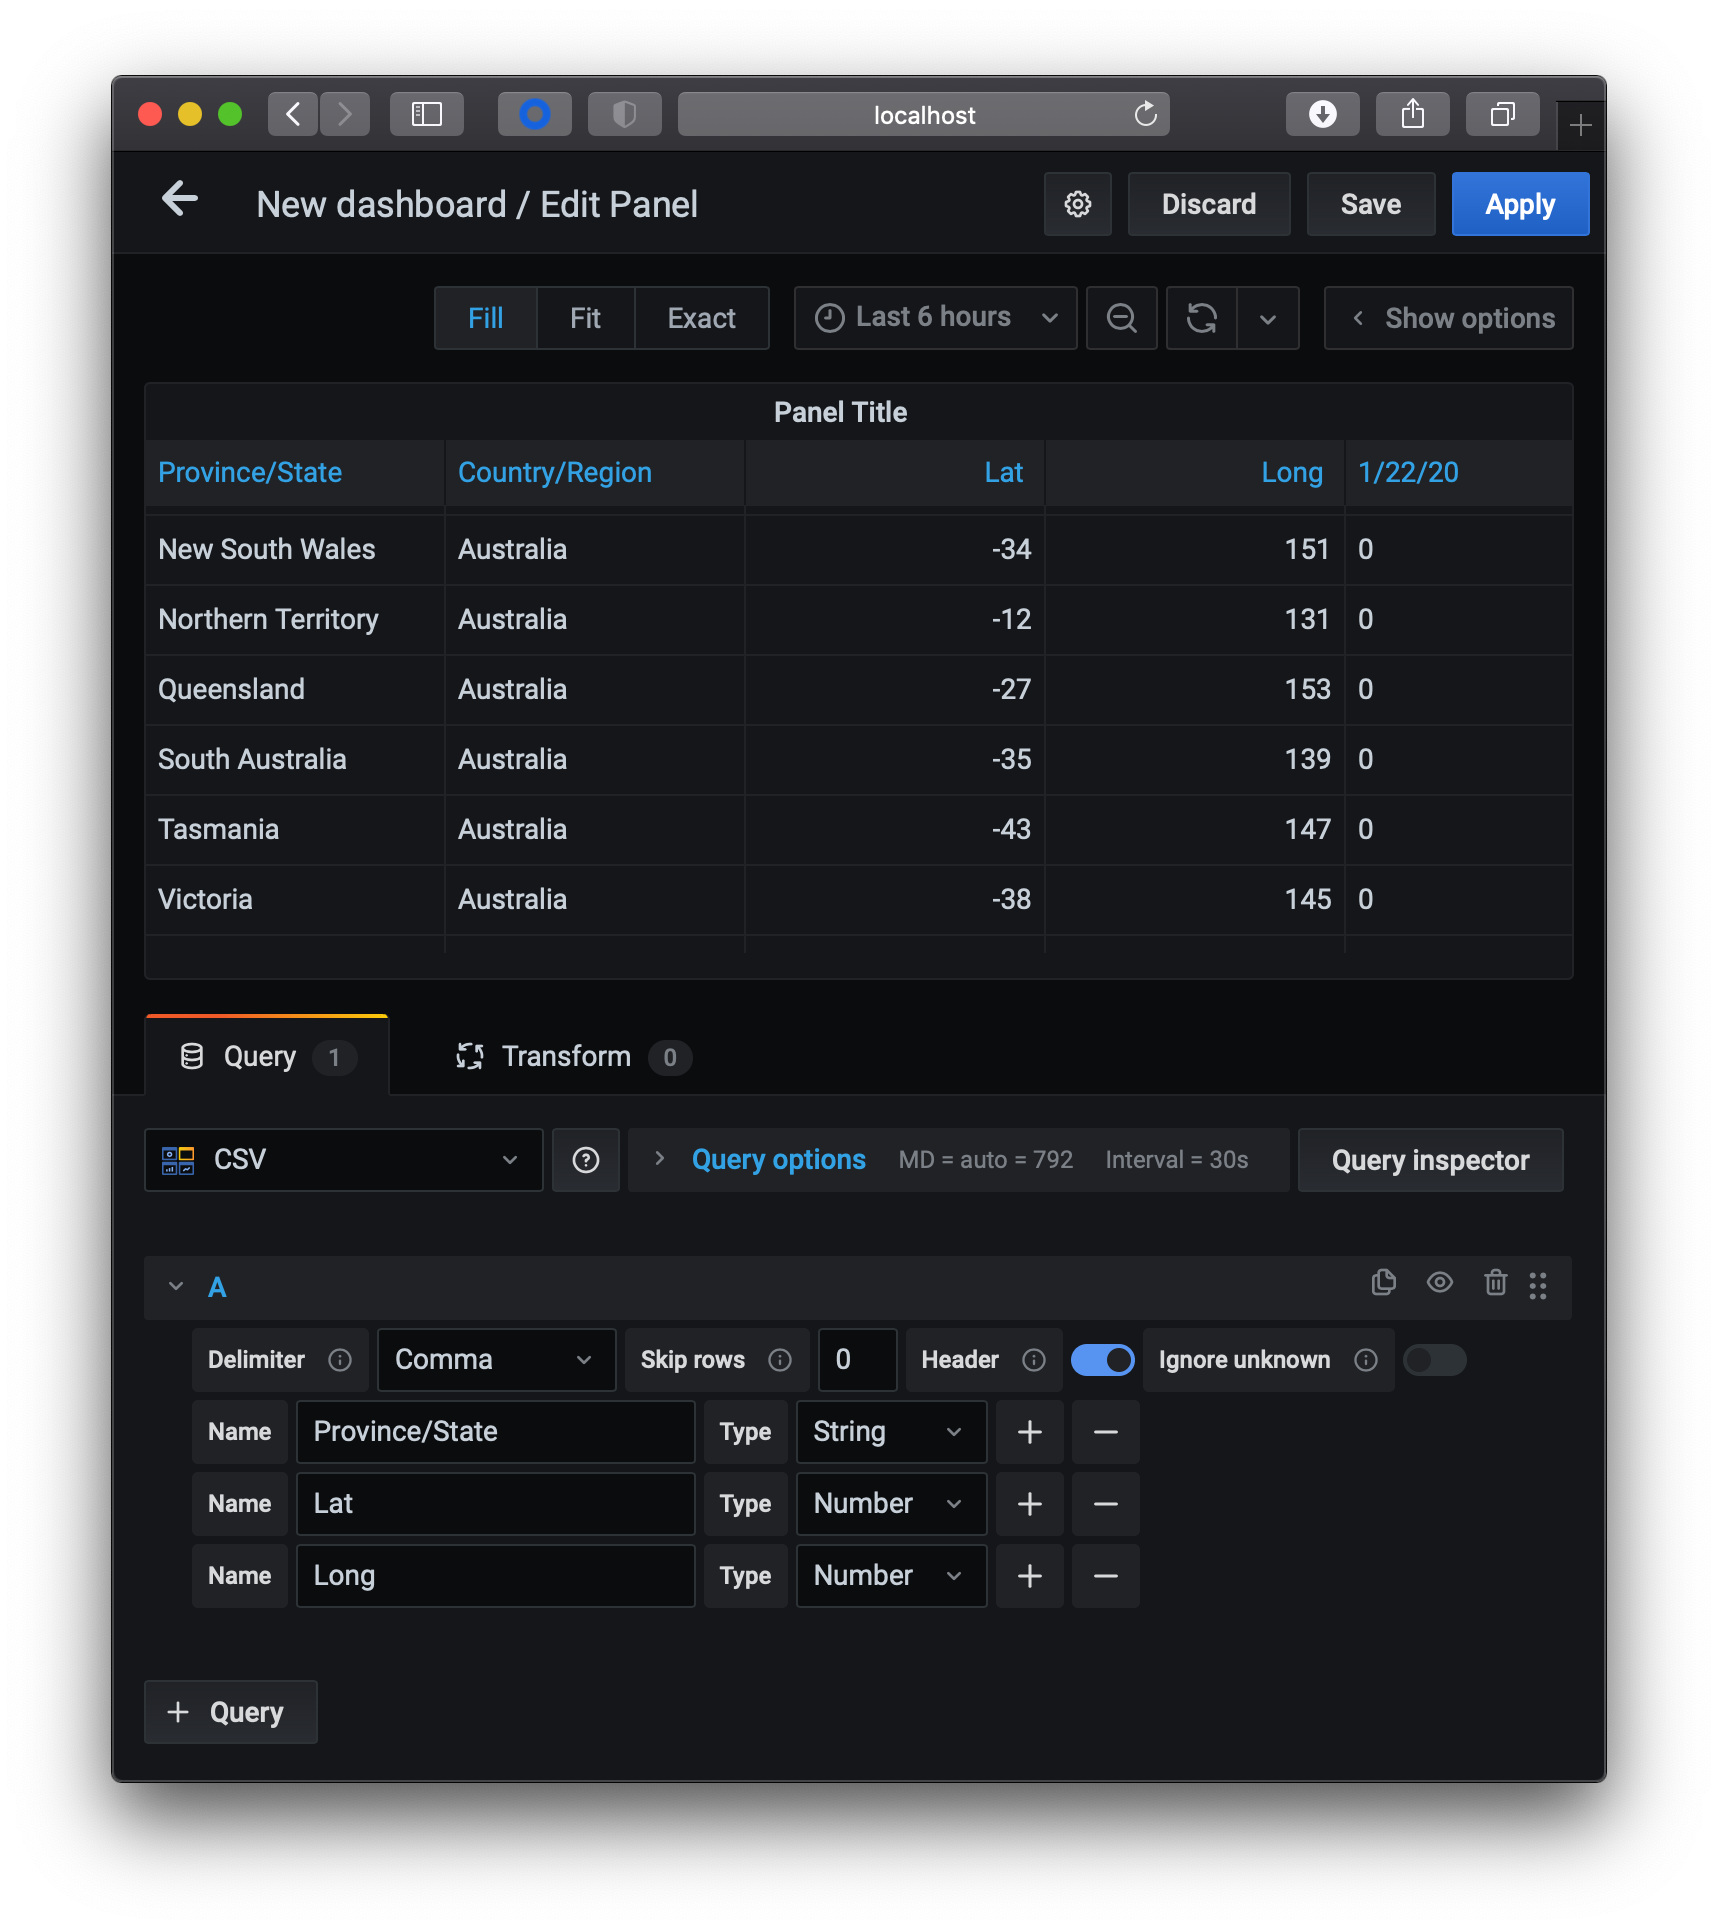 localhost
New dashboard / Edit Panel Discard Save Apply
Fill Fit Exact Last 6 hours Show options
Panel Title
Province/State Country/Region Lat Long 1/22/20
New South Wales Australia -34 151 0
Northern Territory Australia -12 131 0
Queensland Australia -27 153 0
South Australia Australia -35 139 0
Tasmania Australia -43 147 0
Victoria Australia -38 145 0
Query 1 Transform 0
CSV Query options MD = auto = 792 Interval = 30s Query inspector
A
Delimiter Comma Skip rows 0 Header Ignore unknown
Name Province/State Type String
Name Lat Type Number
Name Long Type Number
+ Query